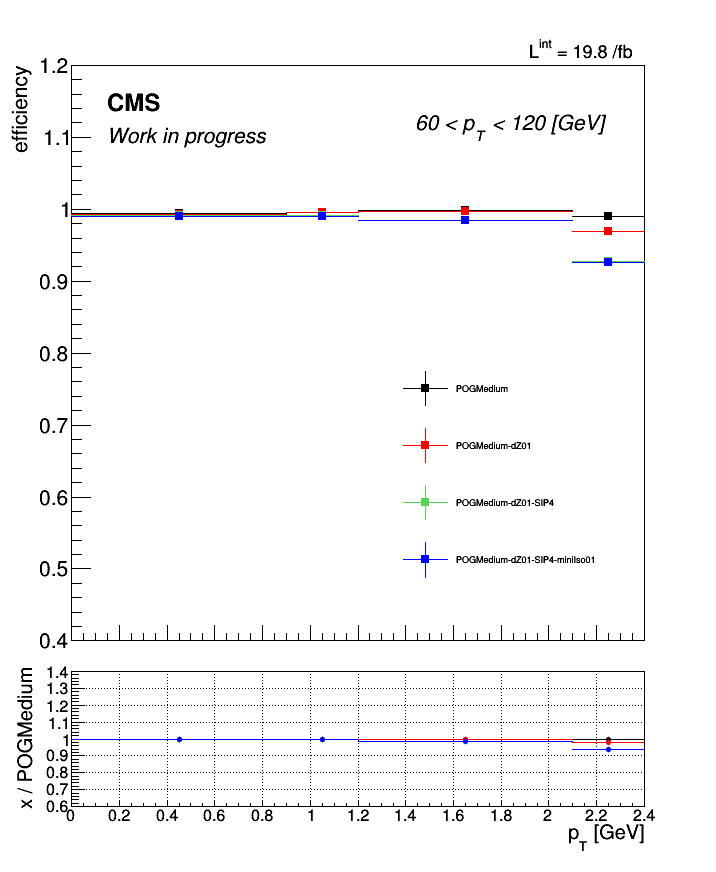 L^int = 19.8 /fb
efficiency
CMS
Work in progress
60 < p_T < 120 [GeV]
1.2
1.1
1
0.9
0.8
0.7
0.6
0.5
0.4
POGMedium
POGMedium-dZ01
POGMedium-dZ01-SIP4
POGMedium-dZ01-SIP4-miniIso01
x / POGMedium
1.4
1.3
1.2
1.1
1
0.9
0.8
0.7
0.6
0 0.2 0.4 0.6 0.8 1 1.2 1.4 1.6 1.8 2 2.2 2.4
p_T [GeV]